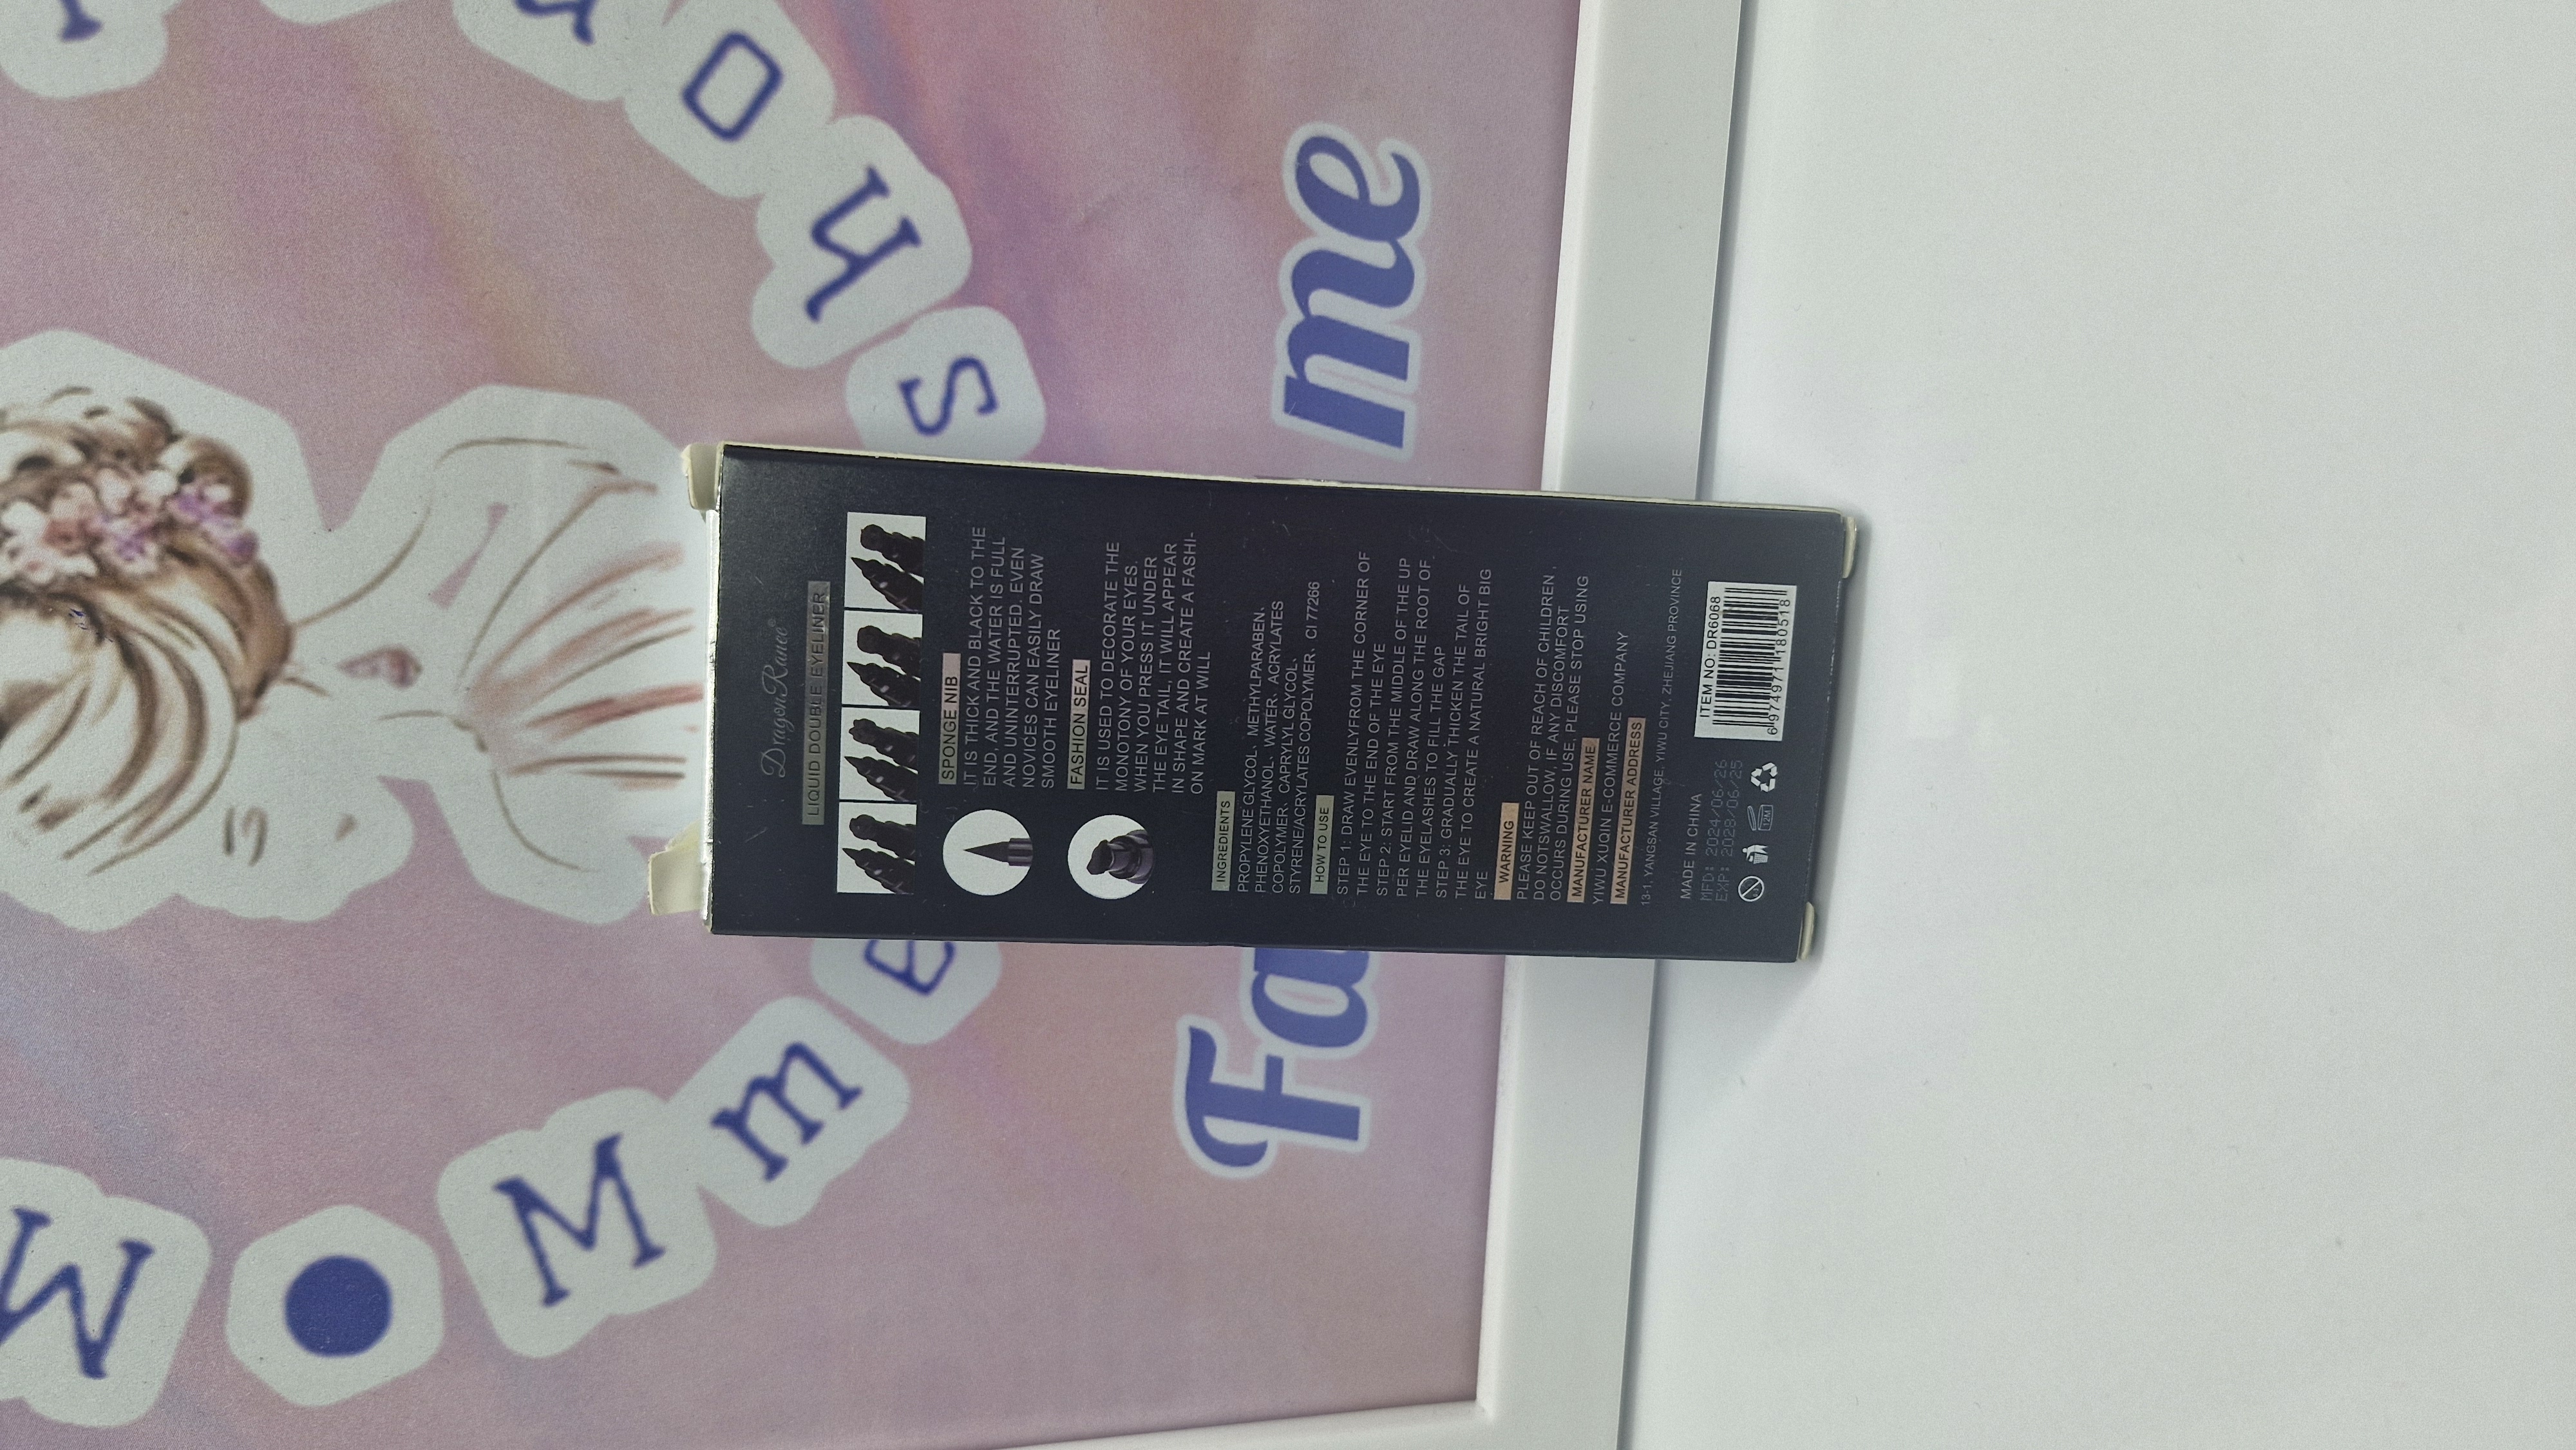 DragonRanee®
LIQUID DOUBLE EYELINER
SPONGE NIB
IT IS THICK AND BLACK TO THE
END, AND THE WATER IS FULL
AND UNINTERRUPTED. EVEN
NOVICES CAN EASILY DRAW
SMOOTH EYELINER
FASHION SEAL
IT IS USED TO DECORATE THE
MONOTONY OF YOUR EYES.
WHEN YOU PRESS IT UNDER
THE EYE TAIL, IT WILL APPEAR
IN SHAPE AND CREATE A FASHI-
ON MARK AT WILL
INGREDIENTS
PROPYLENE GLYCOL、METHYLPARABEN、
PHENOXYETHANOL、WATER、ACRYLATES
COPOLYMER、CAPRYLYL GLYCOL、
STYRENE/ACRYLATES COPOLYMER、CI 77266
HOW TO USE
STEP 1: DRAW EVENLYFROM THE CORNER OF
THE EYE TO THE END OF THE EYE
STEP 2: START FROM THE MIDDLE OF THE UP
PER EYELID AND DRAW ALONG THE ROOT OF
THE EYELASHES TO FILL THE GAP
STEP 3: GRADUALLY THICKEN THE TAIL OF
THE EYE TO CREATE A NATURAL BRIGHT BIG
EYE
WARNING
PLEASE KEEP OUT OF REACH OF CHILDREN ,
DO NOTSWALLOW, IF ANY DISCOMFORT
OCCURS DURING USE, PLEASE STOP USING
MANUFACTURER NAME
YIWU XUQIN E-COMMERCE COMPANY
MANUFACTURER ADDRESS
13-1, YANGSAN VILLAGE, YIWU CITY, ZHEJIANG PROVINCE
MADE IN CHINA
MFD: 2024/06/26
EXP: 2028/06/25
12M
ITEM NO: DR6068
6 974971 180518
M
•
M
m
e
s
h
o
Fa
me